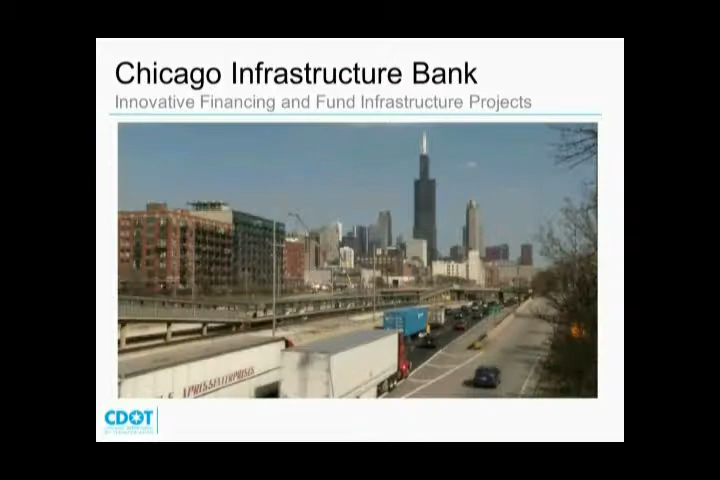 Chicago Infrastructure Bank
Innovative Financing and Fund Infrastructure Projects
CDOT